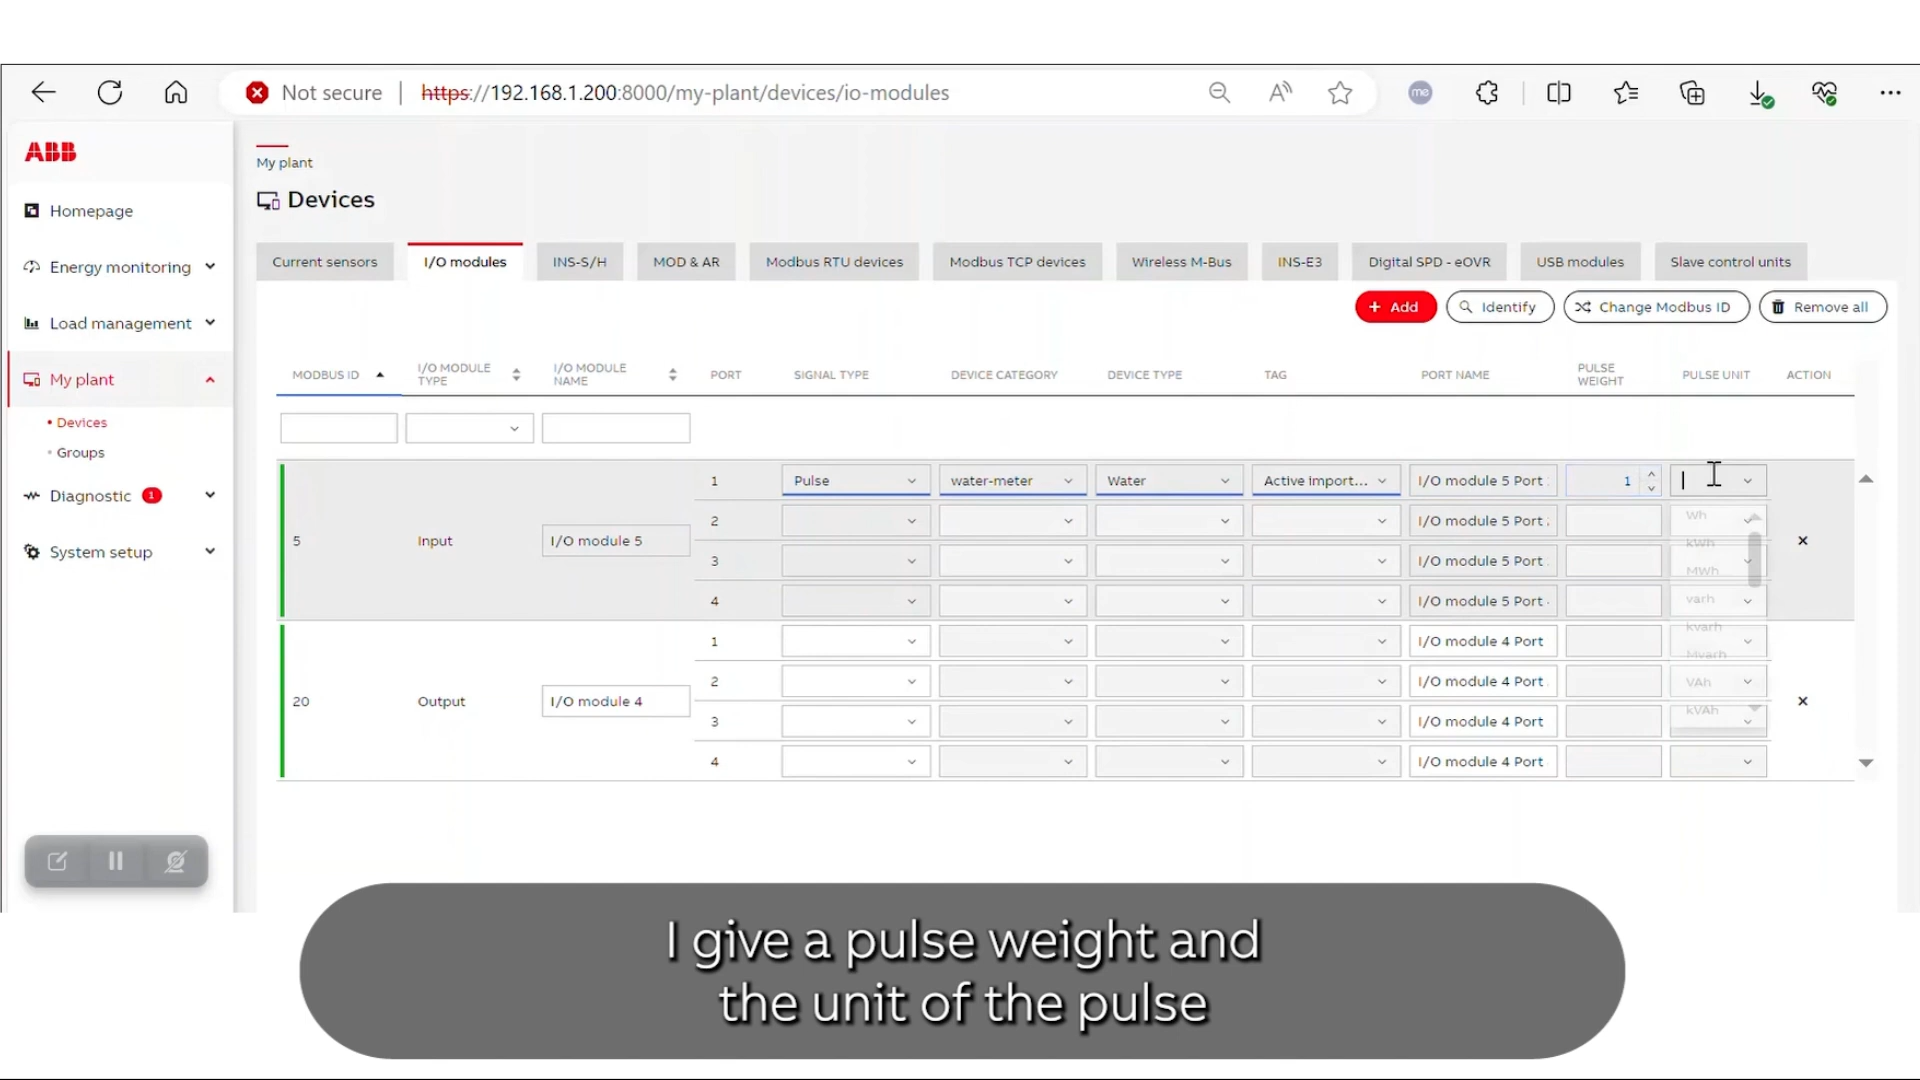 Not secure
https://192.168.1.200:8000/my-plant/devices/io-modules
me
ABB
Homepage
Energy monitoring
Load management
My plant
Devices
Groups
Diagnostic 1
System setup
My plant
Devices
Current sensors
I/O modules
INS-S/H
MOD & AR
Modbus RTU devices
Modbus TCP devices
Wireless M-Bus
INS-E3
Digital SPD - eOVR
USB modules
Slave control units
+ Add
Identify
Change Modbus ID
Remove all
MODBUS ID
I/O MODULE
TYPE
I/O MODULE
NAME
PORT
SIGNAL TYPE
DEVICE CATEGORY
DEVICE TYPE
TAG
PORT NAME
PULSE
WEIGHT
PULSE UNIT
ACTION
5
Input
I/O module 5
1
Pulse
water-meter
Water
Active import...
I/O module 5 Port
1
2
I/O module 5 Port
3
I/O module 5 Port
4
I/O module 5 Port
Wh
kWh
MWh
varh
kvarh
Mvarh
VAh
kVAh
20
Output
I/O module 4
1
I/O module 4 Port
2
I/O module 4 Port
3
I/O module 4 Port
4
I/O module 4 Port
I give a pulse weight and
the unit of the pulse